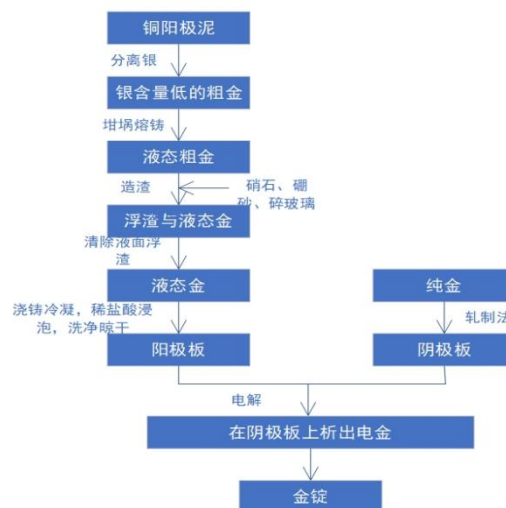 铜阳极泥
分离银
银含量低的粗金
坩埚熔铸
液态粗金
造渣
硝石、硼
砂、碎玻璃
浮渣与液态金
清除液面浮
渣
液态金
纯金
浇铸冷凝，稀盐酸浸
泡，洗净晾干
轧制法
阳极板
阴极板
电解
在阴极板上析出电金
金锭